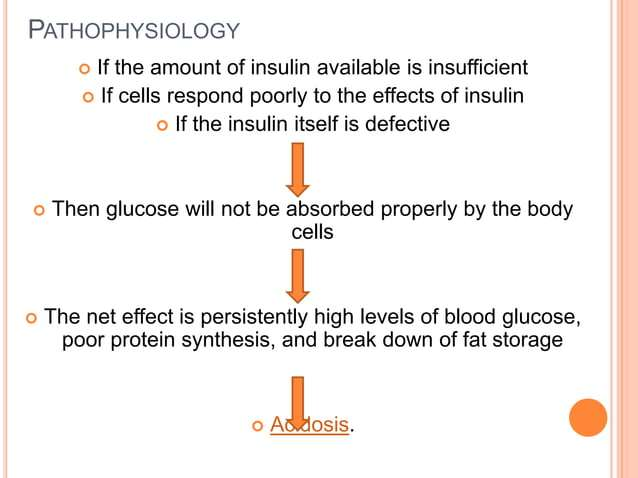 PATHOPHYSIOLOGY
If the amount of insulin available is insufficient
If cells respond poorly to the effects of insulin
If the insulin itself is defective
Then glucose will not be absorbed properly by the body
cells
The net effect is persistently high levels of blood glucose,
poor protein synthesis, and break down of fat storage
Acidosis.